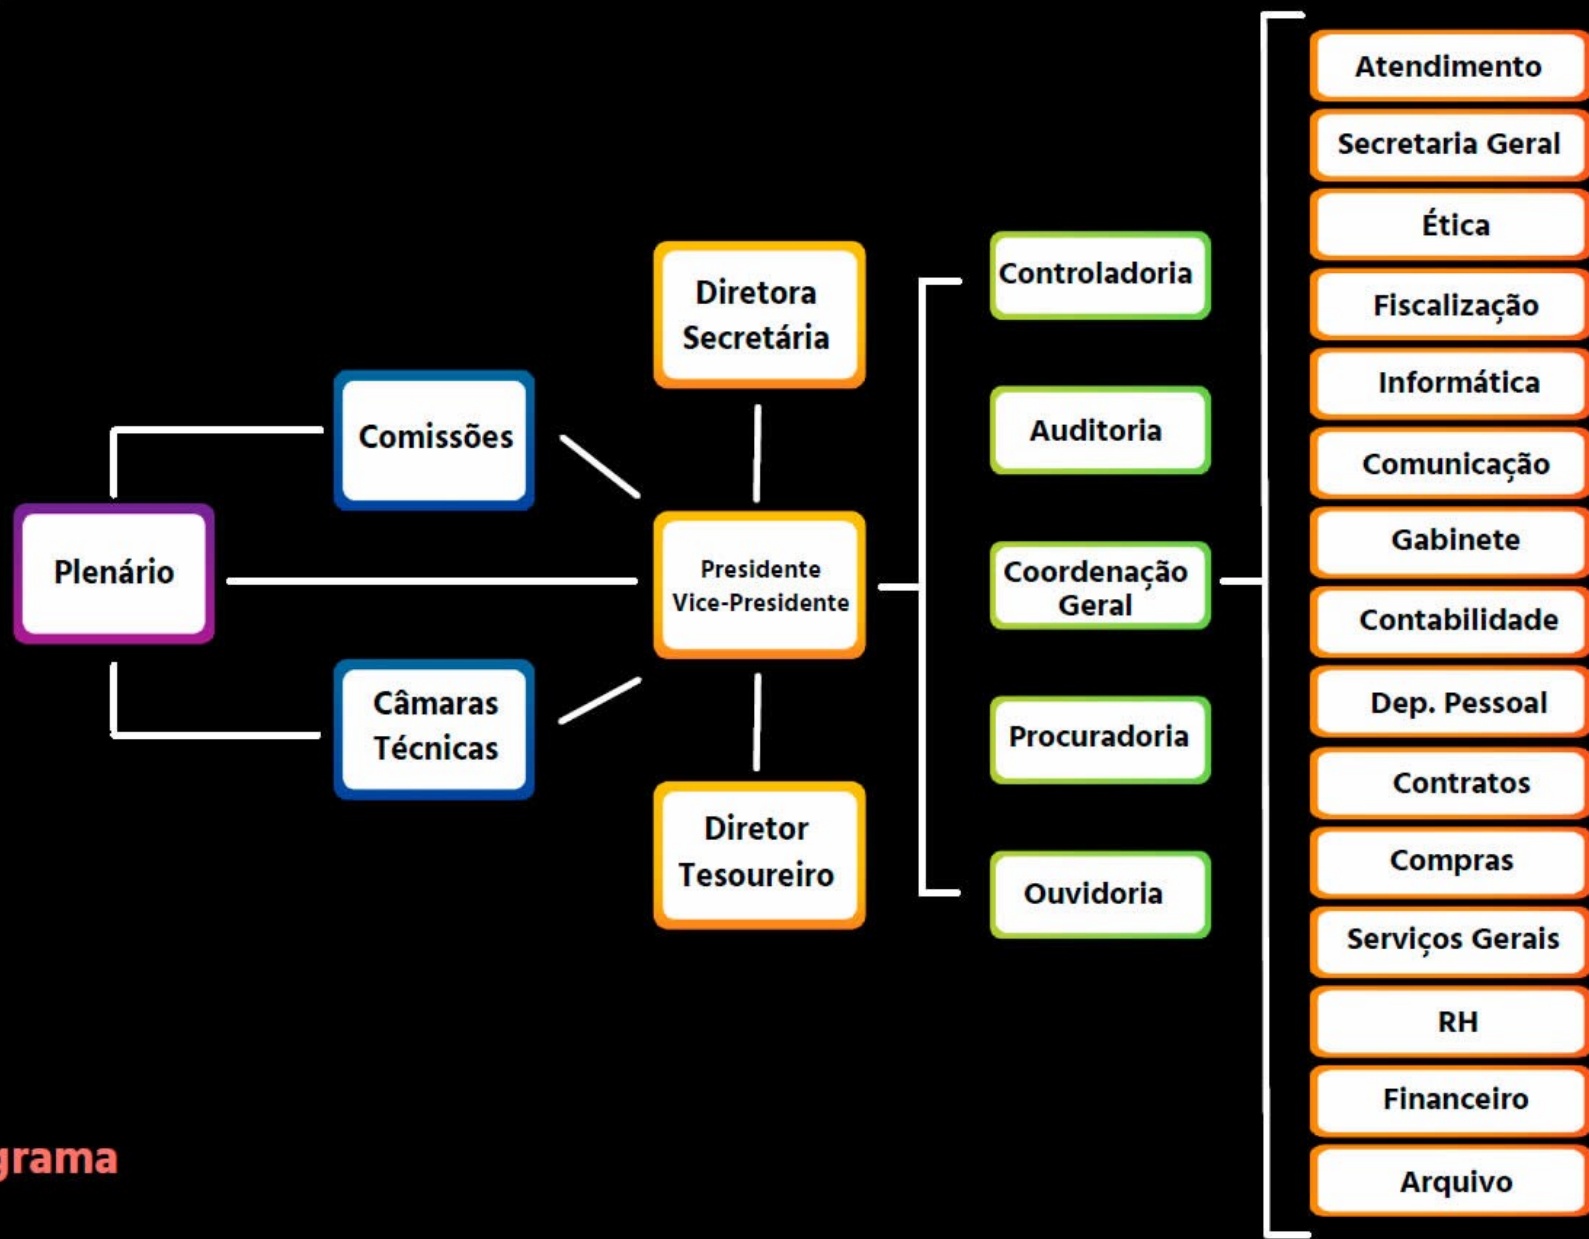 Plenário
Comissões
Câmaras
Técnicas
Diretora
Secretária
Presidente
Vice-Presidente
Diretor
Tesoureiro
Controladoria
Auditoria
Coordenação
Geral
Procuradoria
Ouvidoria
Atendimento
Secretaria Geral
Ética
Fiscalização
Informática
Comunicação
Gabinete
Contabilidade
Dep. Pessoal
Contratos
Compras
Serviços Gerais
RH
Financeiro
Arquivo
grama